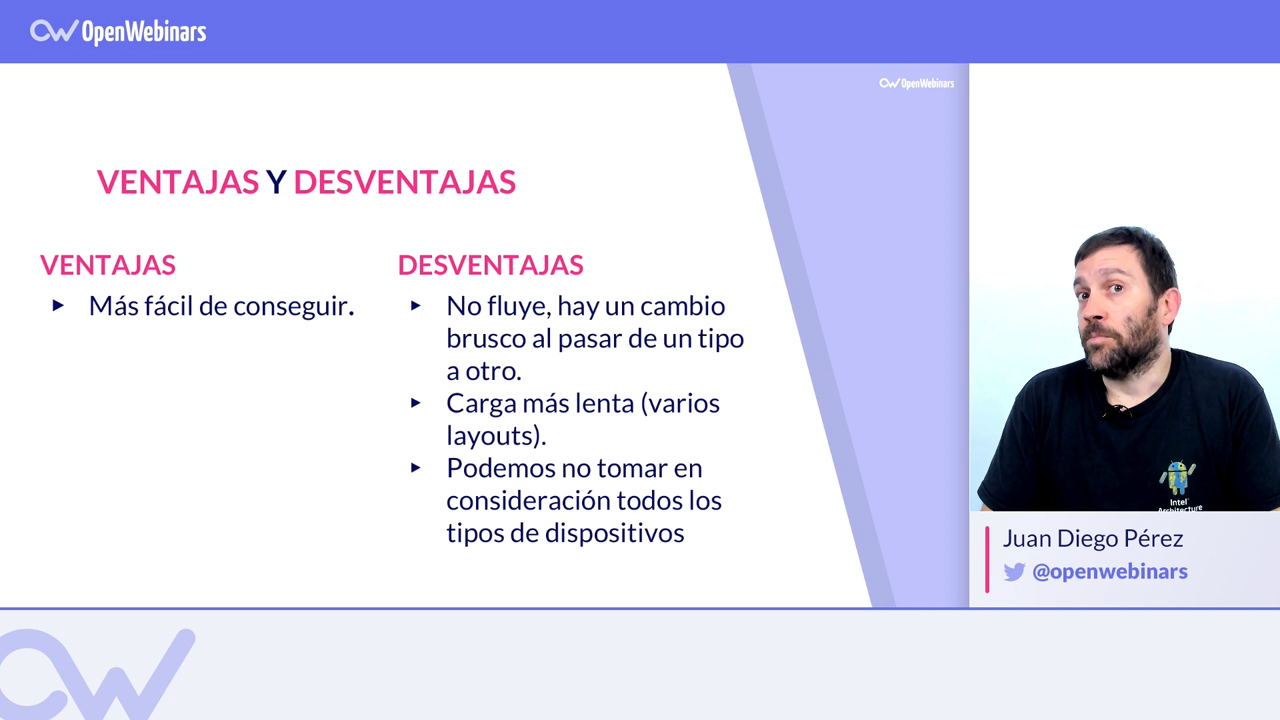 OpenWebinars
OpenWebinars
VENTAJAS Y DESVENTAJAS
VENTAJAS
Más fácil de conseguir.
DESVENTAJAS
No fluye, hay un cambio
brusco al pasar de un tipo
a otro.
Carga más lenta (varios
layouts).
Podemos no tomar en
consideración todos los
tipos de dispositivos
Intel
Architecture
Juan Diego Pérez
@openwebinars